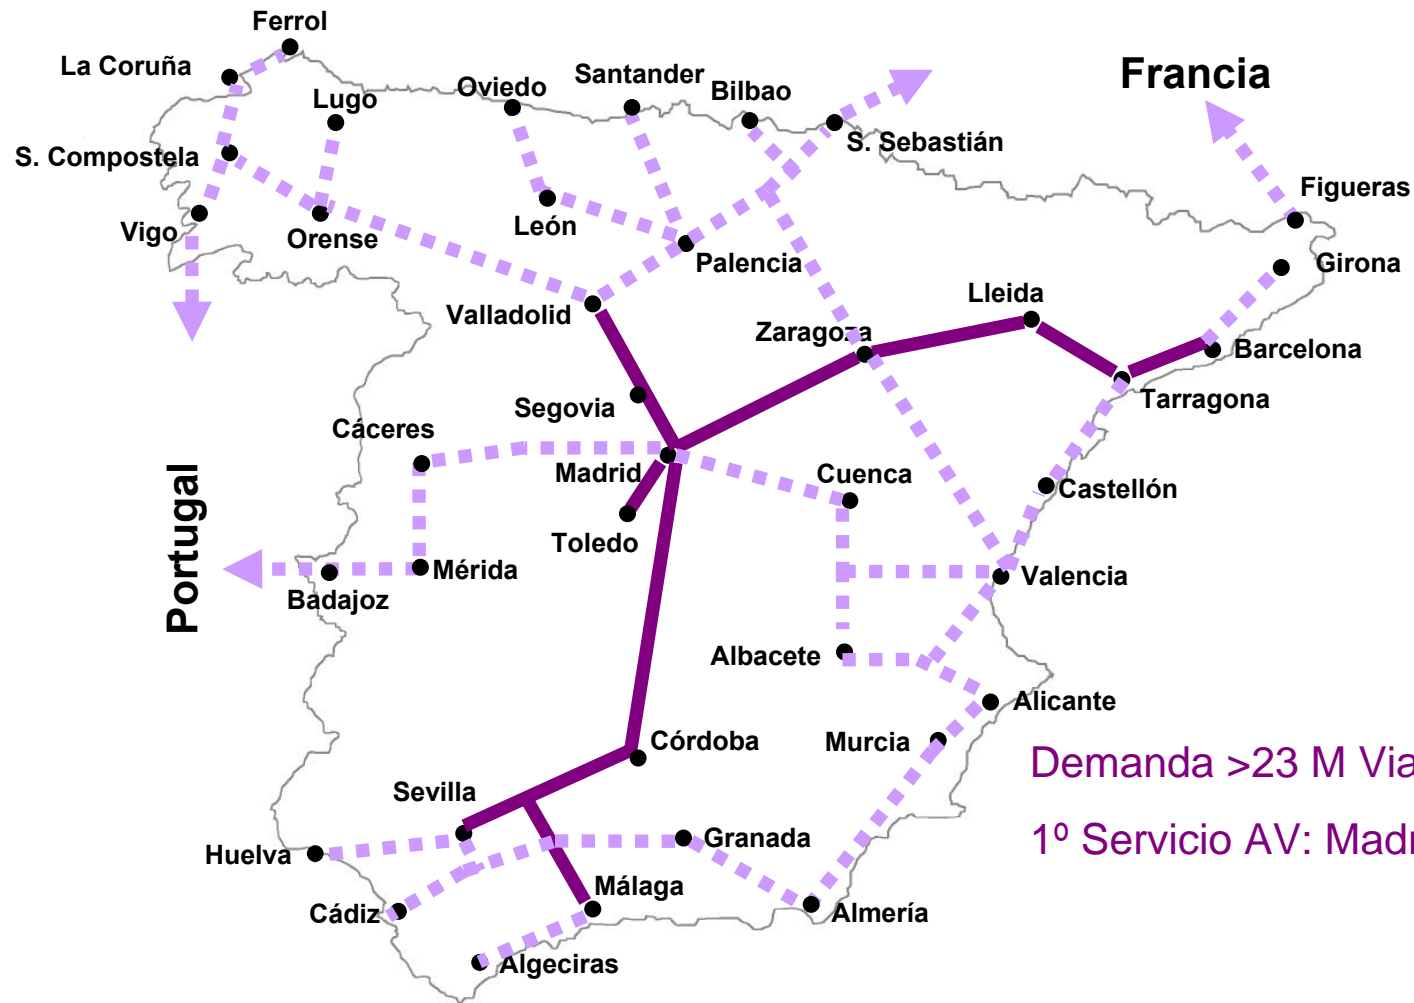 Ferrol
La Coruña
Lugo
Oviedo
Santander
Bilbao
Francia
S. Compostela
S. Sebastián
Vigo
Orense
León
Palencia
Figueras
Girona
Valladolid
Lleida
Zaragoza
Barcelona
Segovia
Tarragona
Cáceres
Madrid
Cuenca
Castellón
Portugal
Toledo
Mérida
Badajoz
Valencia
Albacete
Alicante
Córdoba
Murcia
Demanda >23 M Via
Sevilla
Granada
1º Servicio AV: Madr
Huelva
Málaga
Cádiz
Almería
Algeciras